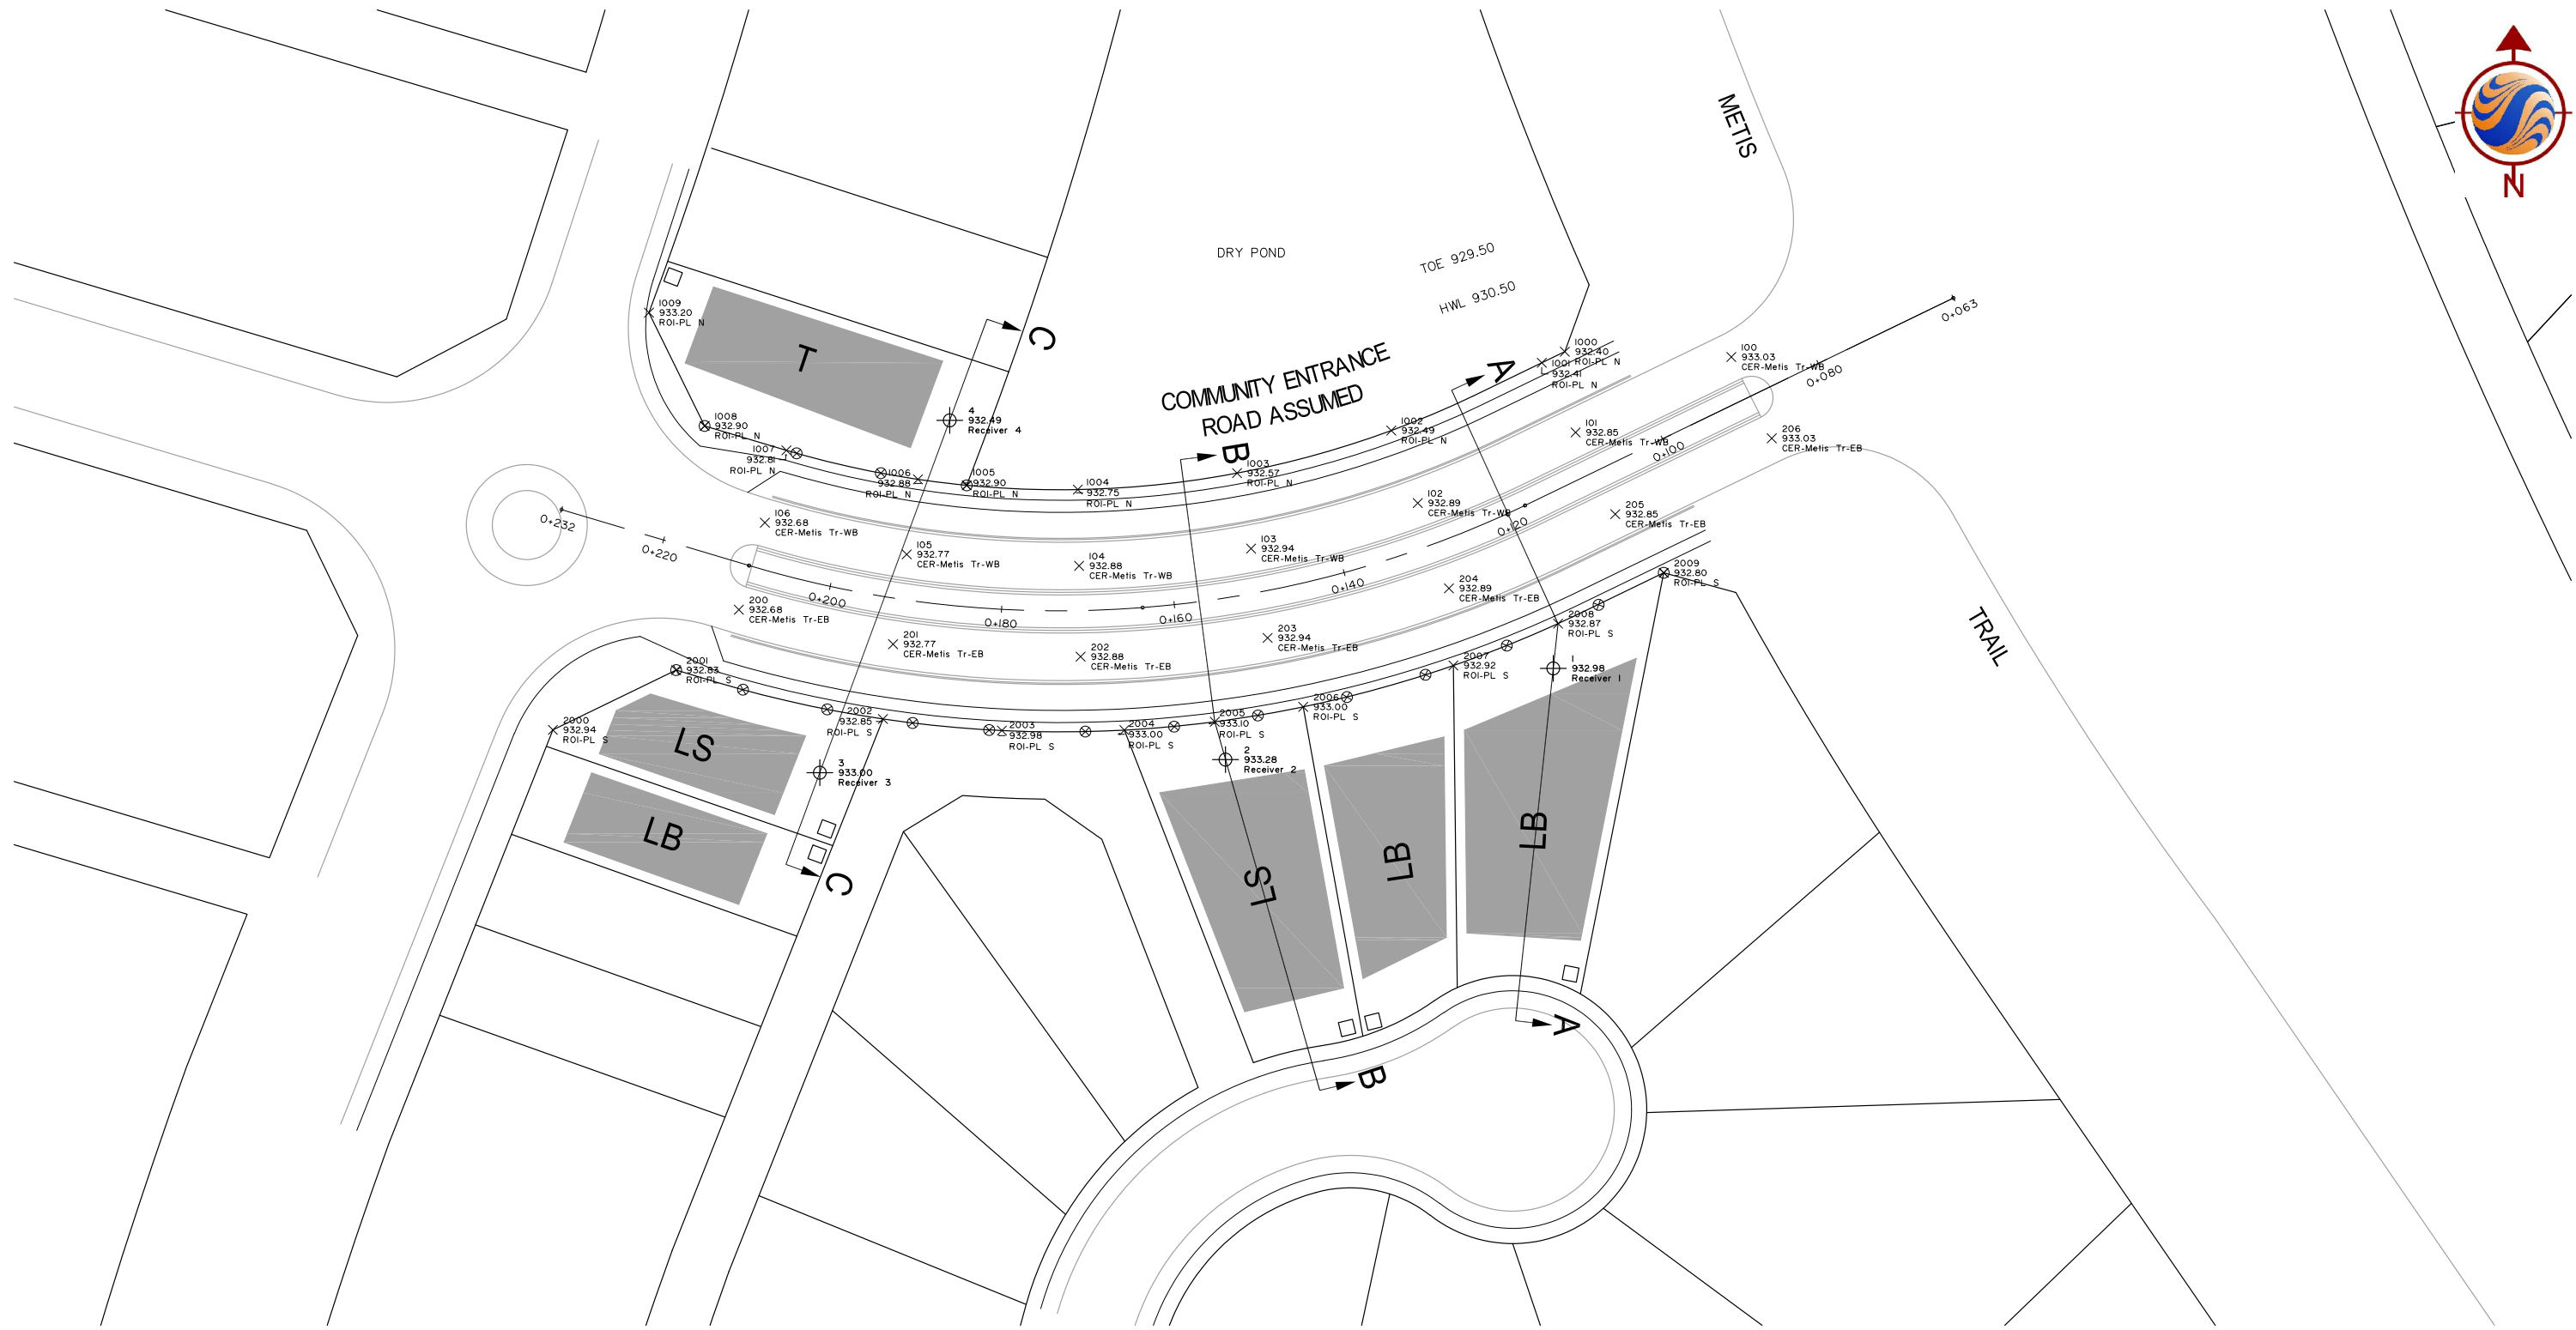 METIS
N
DRY POND
TOE 929.50
HWL 930.50
0+063
1009
933.20
ROI-PL N
T
C
COMMUNITY ENTRANCE
ROAD ASSUMED
A
1000
932.40
ROI-PL N
1001
932.41
ROI-PL N
100
933.03
CER-Metis Tr-WB
0+080
4
932.49
Receiver 4
1008
932.90
ROI-PL N
1007
932.81
ROI-PL N
1006
932.88
ROI-PL N
1005
932.90
ROI-PL N
1004
932.75
ROI-PL N
B
1003
932.57
ROI-PL N
1002
932.49
ROI-PL N
101
932.85
CER-Metis Tr-WB
0+100
206
933.03
CER-Metis Tr-EB
0+232
0+220
106
932.68
CER-Metis Tr-WB
105
932.77
CER-Metis Tr-WB
104
932.88
CER-Metis Tr-WB
103
932.94
CER-Metis Tr-WB
102
932.89
CER-Metis Tr-WB
0+120
205
932.85
CER-Metis Tr-EB
200
932.68
CER-Metis Tr-EB
0+200
0+180
0+160
0+140
201
932.77
CER-Metis Tr-EB
202
932.88
CER-Metis Tr-EB
203
932.94
CER-Metis Tr-EB
204
932.89
CER-Metis Tr-EB
2009
932.80
ROI-PL S
2008
932.87
ROI-PL S
TRAIL
2001
932.83
ROI-PL S
2000
932.94
ROI-PL S
2002
932.85
ROI-PL S
2003
932.98
ROI-PL S
2004
933.00
ROI-PL S
2005
933.10
ROI-PL S
2006
933.00
ROI-PL S
2007
932.92
ROI-PL S
1
932.98
Receiver 1
2
933.28
Receiver 2
3
933.00
Receiver 3
LS
LB
C
LS
LB
LB
A
B